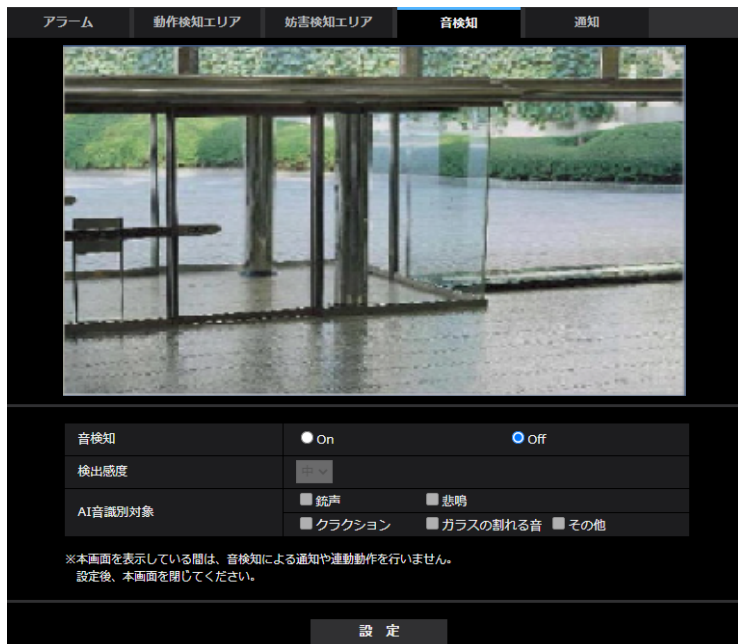 アラーム 動作検知エリア 妨害検知エリア 音検知 通知
音検知 On Off
検出感度 中
AI音識別対象 銃声 悲鳴
クラクション ガラスの割れる音 その他
※本画面を表示している間は、音検知による通知や連動動作を行いません。
設定後、本画面を閉じてください。
設 定